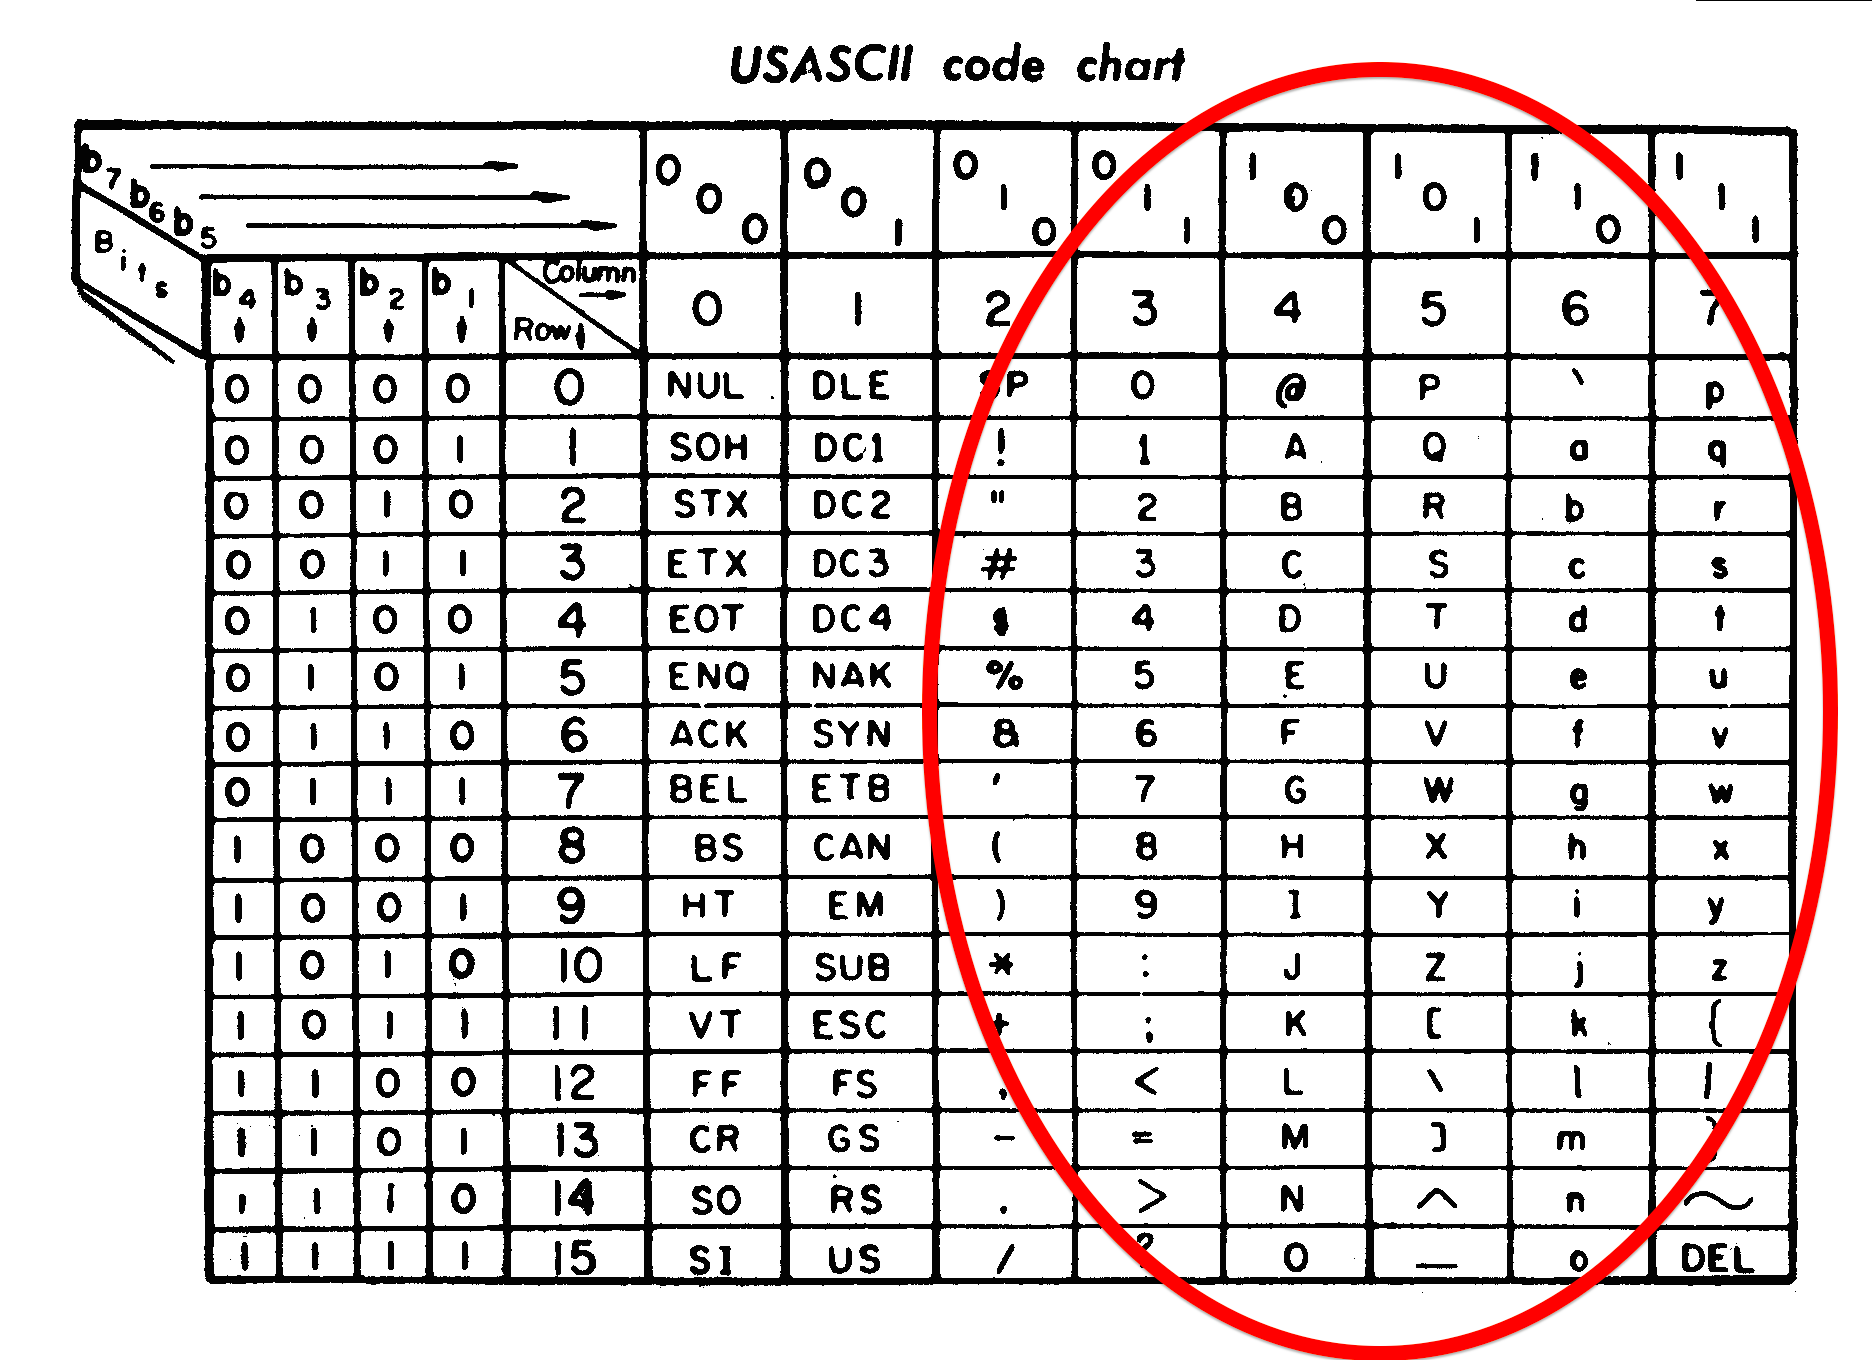 USASCII code chart
b7 b6 b5 0 0 0 0 0 1 0 1 0 0 1 1 1 0 0 1 0 1 1 1 0 1 1 1
Bits b4 b3 b2 b1 Column Row 0 1 2 3 4 5 6 7
0 0 0 0 0 NUL DLE SP 0 @ P ` p
0 0 0 1 1 SOH DC1 ! 1 A Q a q
0 0 1 0 2 STX DC2 " 2 B R b r
0 0 1 1 3 ETX DC3 # 3 C S c s
0 1 0 0 4 EOT DC4 $ 4 D T d t
0 1 0 1 5 ENQ NAK % 5 E U e u
0 1 1 0 6 ACK SYN & 6 F V f v
0 1 1 1 7 BEL ETB ' 7 G W g w
1 0 0 0 8 BS CAN ( 8 H X h x
1 0 0 1 9 HT EM ) 9 I Y i y
1 0 1 0 10 LF SUB * : J Z j z
1 0 1 1 11 VT ESC + ; K [ k {
1 1 0 0 12 FF FS , < L \ l |
1 1 0 1 13 CR GS - = M ] m }
1 1 1 0 14 SO RS . > N ^ n ~
1 1 1 1 15 SI US / ? O _ o DEL